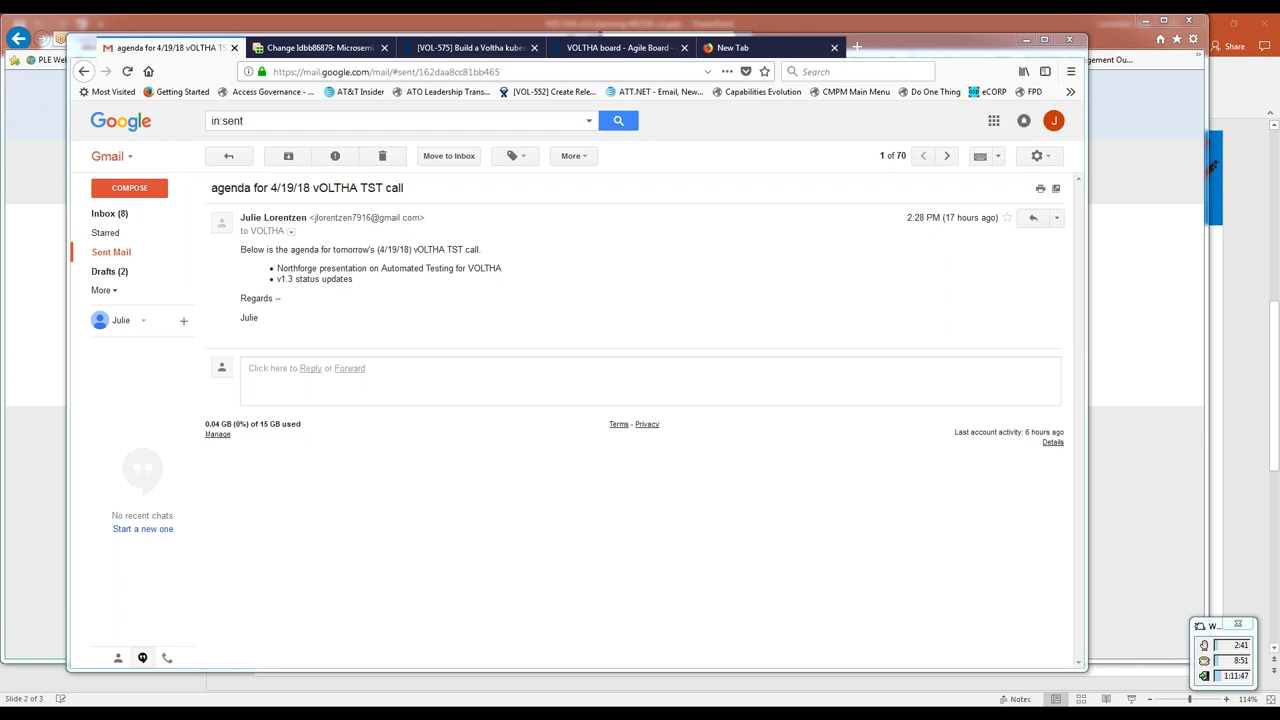 Share
PLE Wel
agenda for 4/19/18 vOLTHA TS
Change Idbb86879: Microsemi
[VOL-575] Build a Voltha kuber
VOLTHA board - Agile Board -
New Tab
agement Ou...
https://mail.google.com/mail/#sent/162daa8cc81bb465
Search
Most Visited
Getting Started
Access Governance - ...
AT&T Insider
ATO Leadership Trans...
[VOL-552] Create Rele...
ATT.NET - Email, New...
Capabilities Evolution
CMPM Main Menu
Do One Thing
eCORP
FPD
Google
in:sent
Gmail
Move to Inbox
More
1 of 70
COMPOSE
agenda for 4/19/18 vOLTHA TST call
Inbox (8)
Starred
Sent Mail
Drafts (2)
More
Julie
Julie Lorentzen <jlorentzen7916@gmail.com>
2:28 PM (17 hours ago)
to VOLTHA
Below is the agenda for tomorrow's (4/19/18) vOLTHA TST call.
• Northforge presentation on Automated Testing for VOLTHA
• v1.3 status updates
Regards --
Julie
Click here to Reply or Forward
0.04 GB (0%) of 15 GB used
Manage
Terms - Privacy
Last account activity: 6 hours ago
Details
No recent chats
Start a new one
W...
2:41
8:51
1:11:47
Slide 2 of 3
Notes
114%